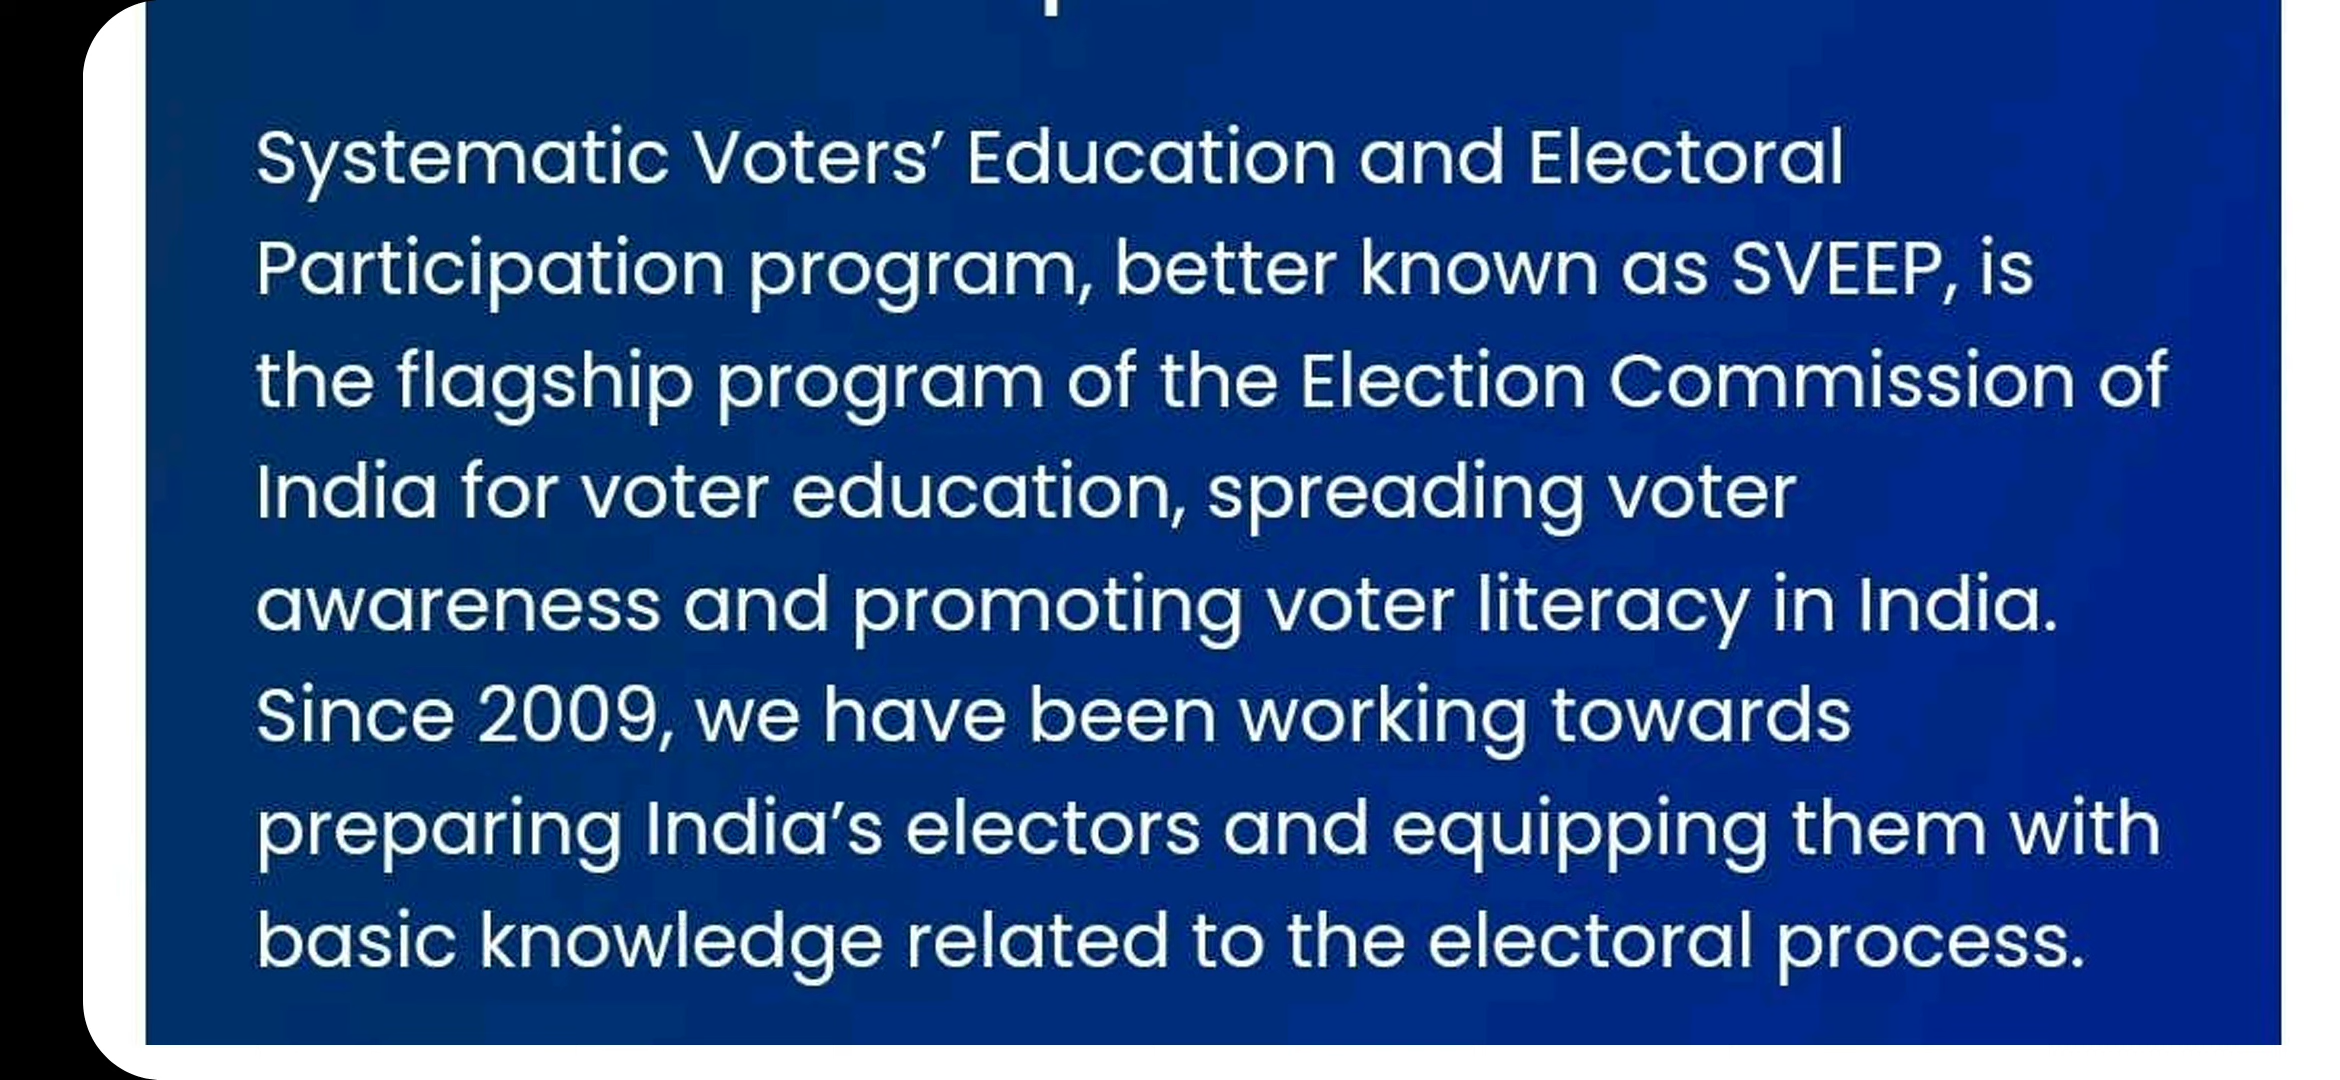 Systematic Voters’ Education and Electoral
Participation program, better known as SVEEP, is
the flagship program of the Election Commission of
India for voter education, spreading voter
awareness and promoting voter literacy in India.
Since 2009, we have been working towards
preparing India’s electors and equipping them with
basic knowledge related to the electoral process.